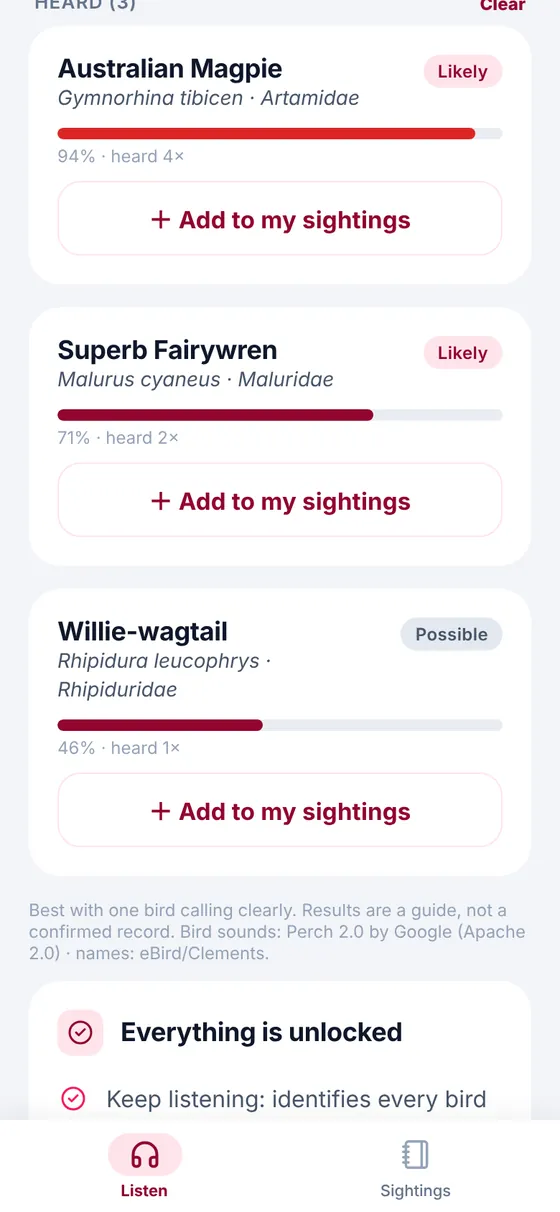 HEARD (3)
Clear
Australian Magpie
Likely
Gymnorhina tibicen · Artamidae
94% · heard 4×
+ Add to my sightings
Superb Fairywren
Likely
Malurus cyaneus · Maluridae
71% · heard 2×
+ Add to my sightings
Willie-wagtail
Possible
Rhipidura leucophrys ·
Rhipiduridae
46% · heard 1×
+ Add to my sightings
Best with one bird calling clearly. Results are a guide, not a
confirmed record. Bird sounds: Perch 2.0 by Google (Apache
2.0) · names: eBird/Clements.
Everything is unlocked
Keep listening: identifies every bird
Listen
Sightings